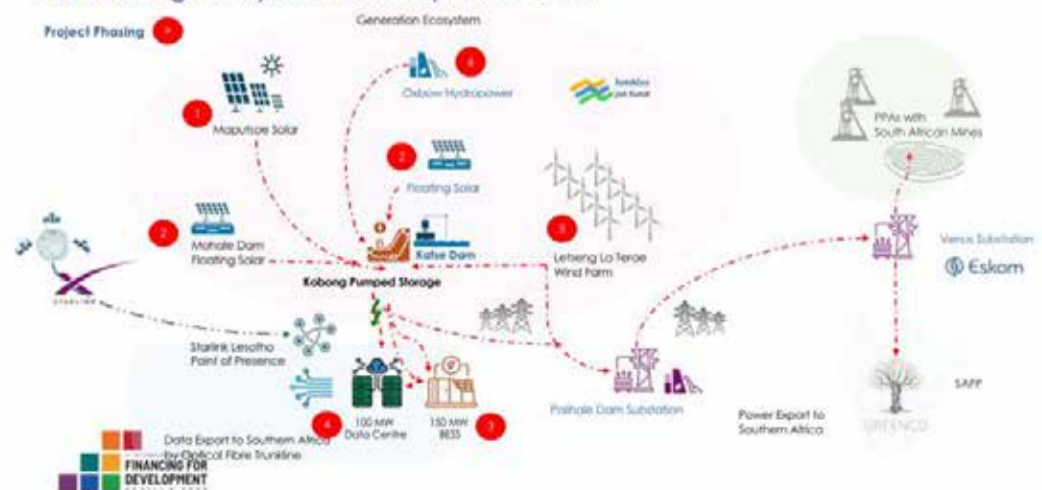 Project Phasing
Generation Ecosystem
Oxbow Hydropower
Maputsoe Solar
PPAs with
South African Mines
Floating Solar
Mohale Dam
Floating Solar
Katse Dam
Letseng La Terae
Wind Farm
Venus Substation
Eskom
Kobong Pumped Storage
STARLINK
Starlink Lesotho
Point of Presence
100 MW
Data Centre
150 MW
BESS
Polihale Dam Substation
Power Export to
Southern Africa
SAPP
GREENCO
Data Export to Southern Africa
by Optical Fibre Trunkline
FINANCING FOR
DEVELOPMENT